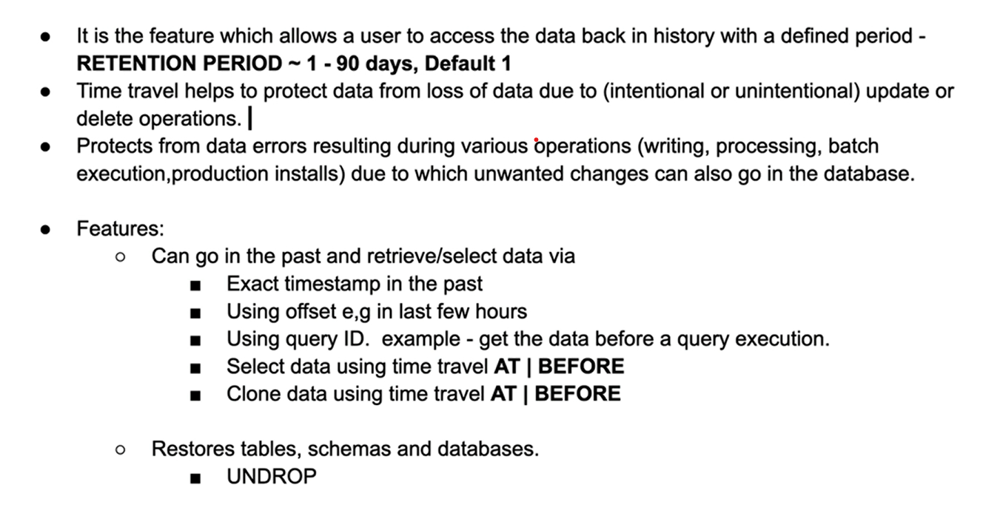 ● It is the feature which allows a user to access the data back in history with a defined period -
RETENTION PERIOD ~ 1 - 90 days, Default 1
● Time travel helps to protect data from loss of data due to (intentional or unintentional) update or
delete operations.
● Protects from data errors resulting during various operations (writing, processing, batch
execution,production installs) due to which unwanted changes can also go in the database.
● Features:
○ Can go in the past and retrieve/select data via
■ Exact timestamp in the past
■ Using offset e,g in last few hours
■ Using query ID.  example - get the data before a query execution.
■ Select data using time travel AT | BEFORE
■ Clone data using time travel AT | BEFORE
○ Restores tables, schemas and databases.
■ UNDROP